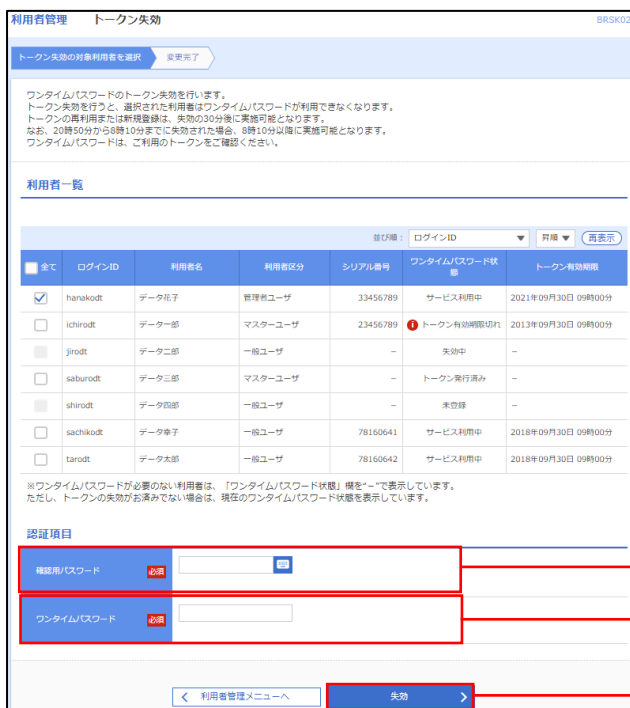 利用者管理 トークン失効 BRSK02
トークン失効の対象利用者を選択 変更完了
ワンタイムパスワードのトークン失効を行います。
トークン失効を行うと、選択された利用者はワンタイムパスワードが利用できなくなります。
トークンの再利用または新規登録は、失効の30分後に実施可能となります。
なお、20時50分から8時10分までに失効された場合、8時10分以降に実施可能となります。
ワンタイムパスワードは、ご利用のトークンをご確認ください。
利用者一覧
並び順： ログインID 昇順 再表示
全て ログインID 利用者名 利用者区分 シリアル番号 ワンタイムパスワード状態 トークン有効期限
hanakodt データ花子 管理者ユーザ 33456789 サービス利用中 2021年09月30日 09時00分
ichirodt データ一郎 マスターユーザ 23456789 トークン有効期限切れ 2013年09月30日 09時00分
jirodt データ二郎 一般ユーザ － 失効中 －
saburodt データ三郎 マスターユーザ － トークン発行済み －
shirodt データ四郎 一般ユーザ － 未登録 －
sachikodt データ幸子 一般ユーザ 78160641 サービス利用中 2018年09月30日 09時00分
tarodt データ太郎 一般ユーザ 78160642 サービス利用中 2018年09月30日 09時00分
※ワンタイムパスワードが必要のない利用者は、「ワンタイムパスワード状態」欄を"－"で表示しています。
ただし、トークンの失効がお済みでない場合は、現在のワンタイムパスワード状態を表示しています。
認証項目
確認用パスワード 必須
ワンタイムパスワード 必須
利用者管理メニューへ 失効